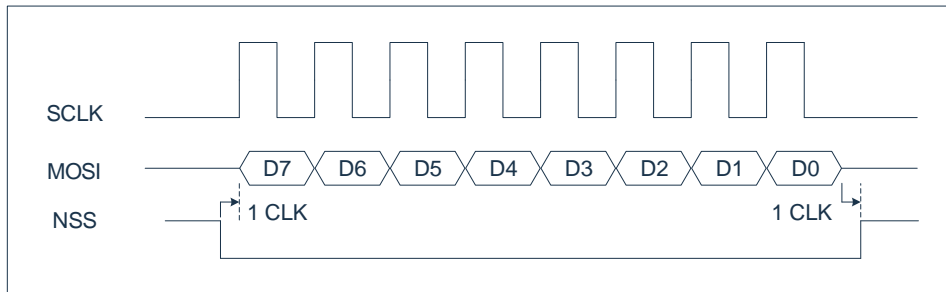 SCLK
MOSI D7 D6 D5 D4 D3 D2 D1 D0
1 CLK 1 CLK
NSS